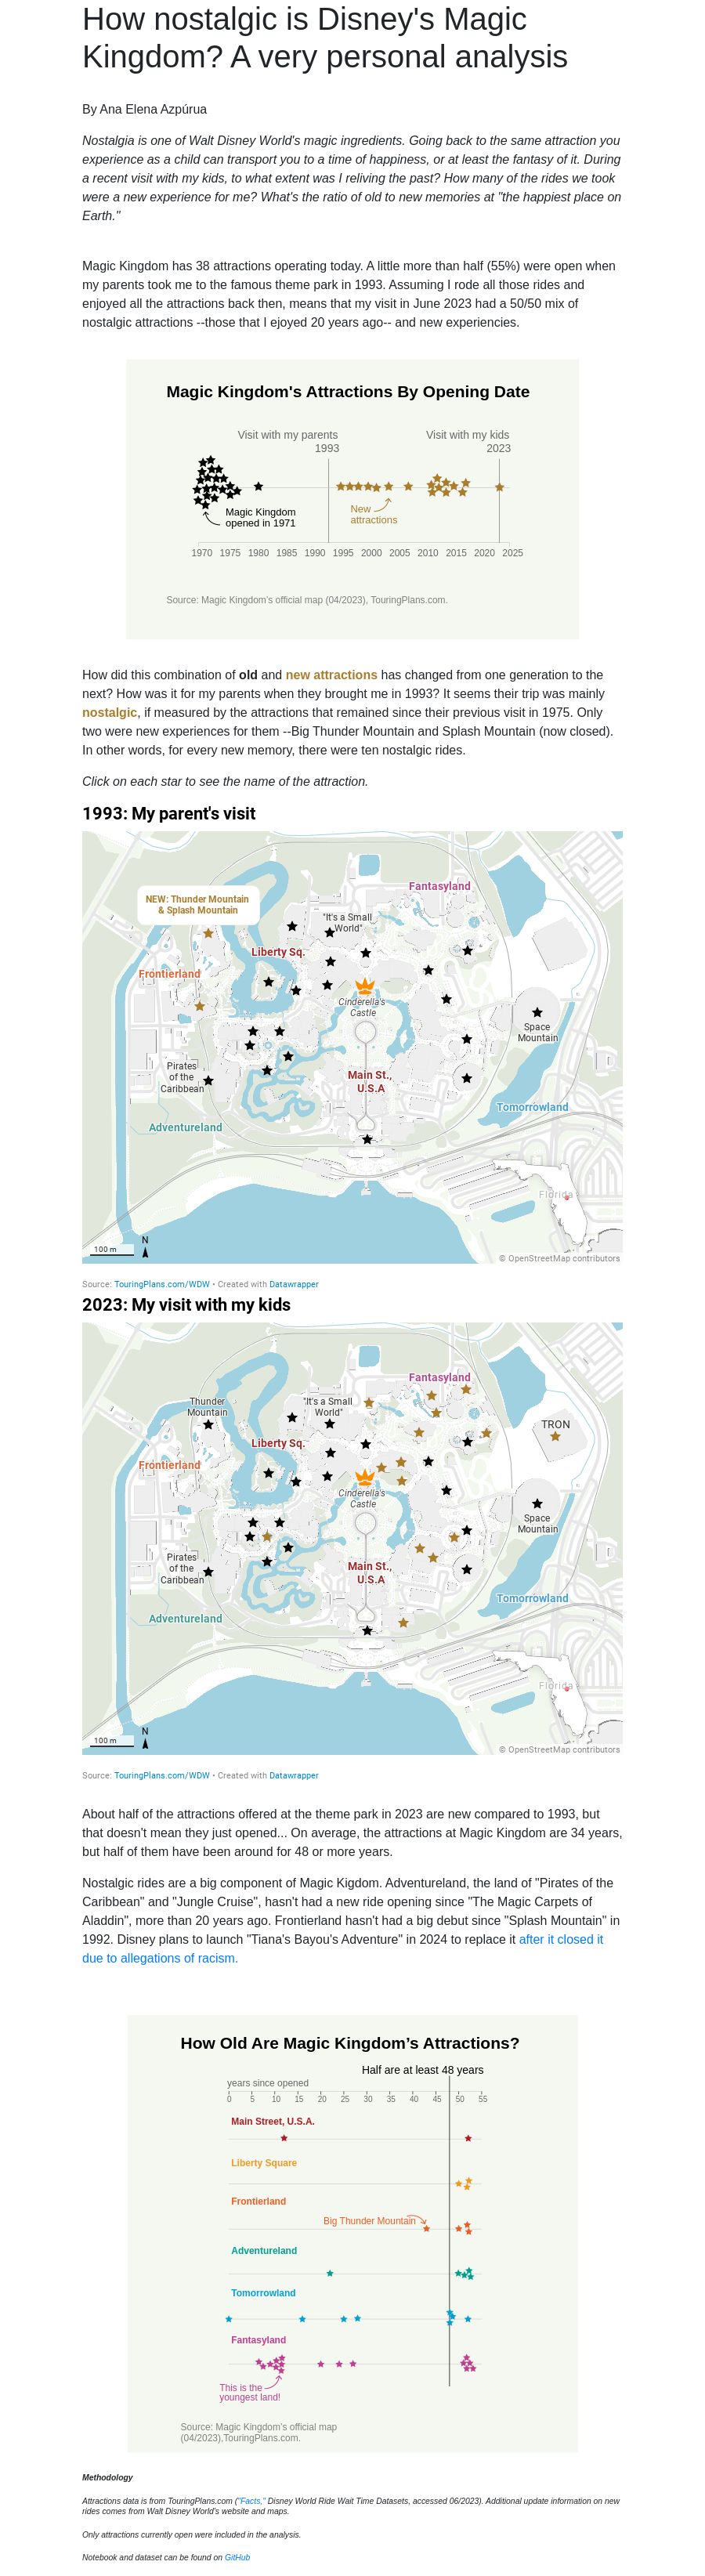 How nostalgic is Disney's Magic
Kingdom? A very personal analysis
By Ana Elena Azpúrua
Nostalgia is one of Walt Disney World's magic ingredients. Going back to the same attraction you
experience as a child can transport you to a time of happiness, or at least the fantasy of it. During
a recent visit with my kids, to what extent was I reliving the past? How many of the rides we took
were a new experience for me? What's the ratio of old to new memories at "the happiest place on
Earth."
Magic Kingdom has 38 attractions operating today. A little more than half (55%) were open when
my parents took me to the famous theme park in 1993. Assuming I rode all those rides and
enjoyed all the attractions back then, means that my visit in June 2023 had a 50/50 mix of
nostalgic attractions --those that I ejoyed 20 years ago-- and new experiencies.
Magic Kingdom's Attractions By Opening Date
Visit with my parents
1993
Visit with my kids
2023
Magic Kingdom
opened in 1971
New
attractions
1970 1975 1980 1985 1990 1995 2000 2005 2010 2015 2020 2025
Source: Magic Kingdom's official map (04/2023), TouringPlans.com.
How did this combination of old and new attractions has changed from one generation to the
next? How was it for my parents when they brought me in 1993? It seems their trip was mainly
nostalgic, if measured by the attractions that remained since their previous visit in 1975. Only
two were new experiences for them --Big Thunder Mountain and Splash Mountain (now closed).
In other words, for every new memory, there were ten nostalgic rides.
Click on each star to see the name of the attraction.
1993: My parent's visit
Fantasyland
NEW: Thunder Mountain
& Splash Mountain
"It's a Small
World"
Liberty Sq.
Frontierland
Cinderella's
Castle
Space
Mountain
Pirates
of the
Caribbean
Main St.,
U.S.A
Tomorrowland
Adventureland
Florida
N
100 m
© OpenStreetMap contributors
Source: TouringPlans.com/WDW • Created with Datawrapper
2023: My visit with my kids
Fantasyland
Thunder
Mountain
"It's a Small
World"
TRON
Liberty Sq.
Frontierland
Cinderella's
Castle
Space
Mountain
Pirates
of the
Caribbean
Main St.,
U.S.A
Tomorrowland
Adventureland
Florida
N
100 m
© OpenStreetMap contributors
Source: TouringPlans.com/WDW • Created with Datawrapper
About half of the attractions offered at the theme park in 2023 are new compared to 1993, but
that doesn't mean they just opened... On average, the attractions at Magic Kingdom are 34 years,
but half of them have been around for 48 or more years.
Nostalgic rides are a big component of Magic Kigdom. Adventureland, the land of "Pirates of the
Caribbean" and "Jungle Cruise", hasn't had a new ride opening since "The Magic Carpets of
Aladdin", more than 20 years ago. Frontierland hasn't had a big debut since "Splash Mountain" in
1992. Disney plans to launch "Tiana's Bayou's Adventure" in 2024 to replace it after it closed it
due to allegations of racism.
How Old Are Magic Kingdom's Attractions?
Half are at least 48 years
years since opened
0 5 10 15 20 25 30 35 40 45 50 55
Main Street, U.S.A.
Liberty Square
Frontierland
Big Thunder Mountain
Adventureland
Tomorrowland
Fantasyland
This is the
youngest land!
Source: Magic Kingdom's official map
(04/2023),TouringPlans.com.
Methodology
Attractions data is from TouringPlans.com ("Facts," Disney World Ride Wait Time Datasets, accessed 06/2023). Additional update information on new
rides comes from Walt Disney World's website and maps.
Only attractions currently open were included in the analysis.
Notebook and dataset can be found on GitHub